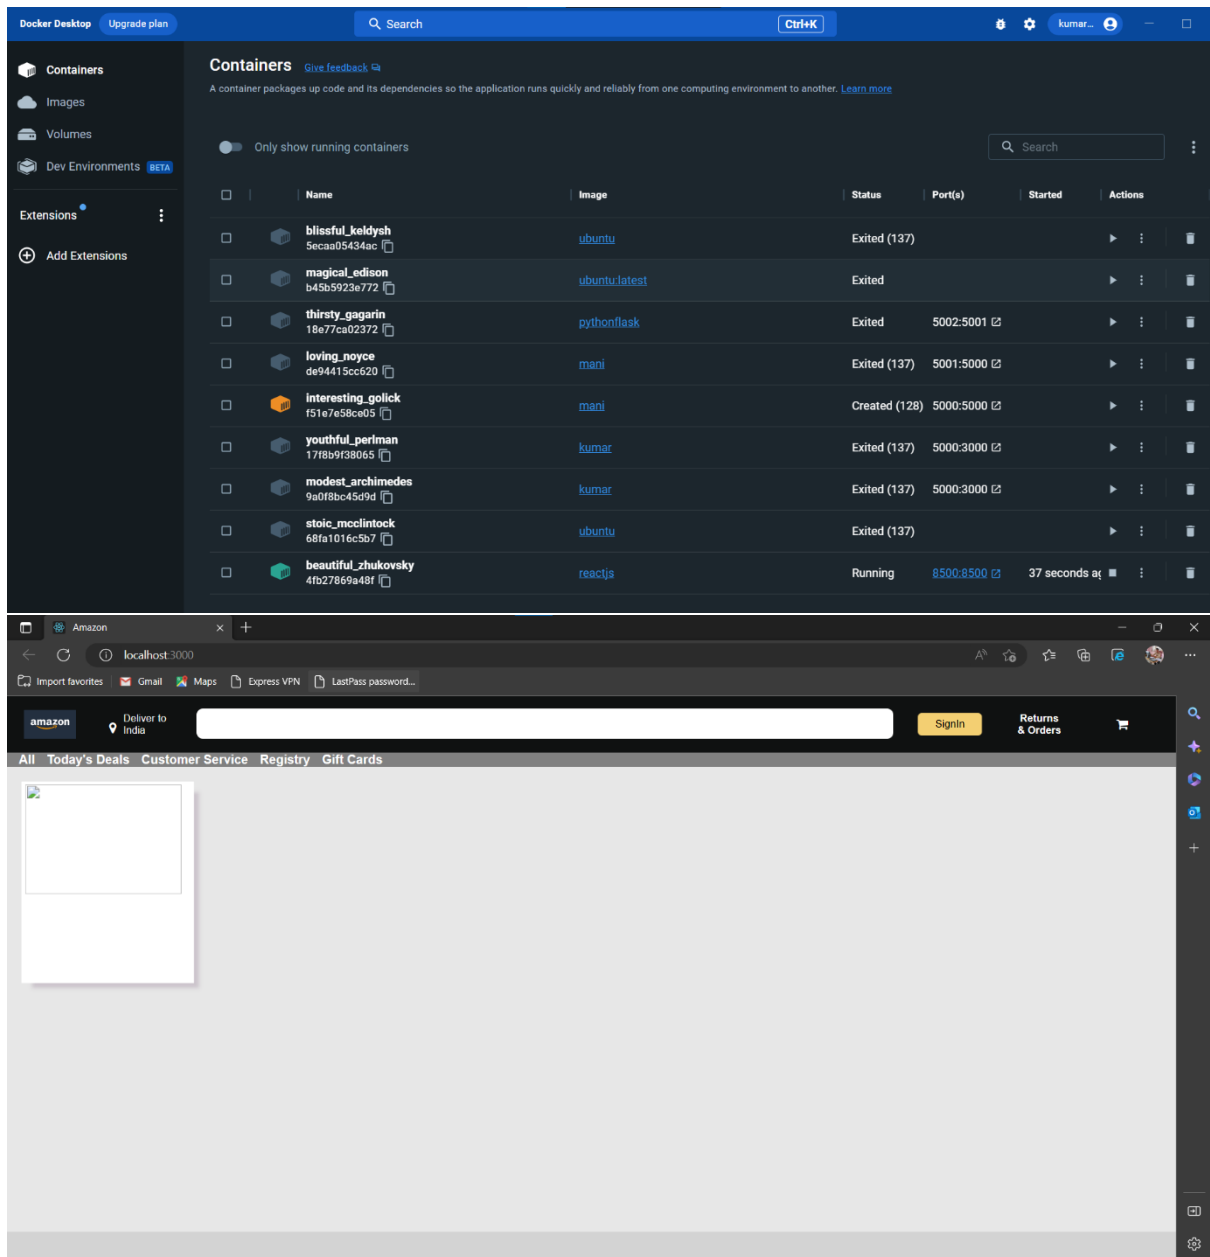 Docker Desktop Upgrade plan Search Ctrl+K kumar...
Containers
Images
Volumes
Dev Environments BETA
Extensions
Add Extensions
Containers Give feedback
A container packages up code and its dependencies so the application runs quickly and reliably from one computing environment to another. Learn more
Only show running containers Search
Name Image Status Port(s) Started Actions
blissful_keldysh
5ecaa05434ac ubuntu Exited (137)
magical_edison
b45b5923e772 ubuntu:latest Exited
thirsty_gagarin
18e77ca02372 pythonflask Exited 5002:5001
loving_noyce
de94415cc620 mani Exited (137) 5001:5000
interesting_golick
f51e7e58ce05 mani Created (128) 5000:5000
youthful_perlman
17f8b9f38065 kumar Exited (137) 5000:3000
modest_archimedes
9a0f8bc45d9d kumar Exited (137) 5000:3000
stoic_mcclintock
68fa1016c5b7 ubuntu Exited (137)
beautiful_zhukovsky
4fb27869a48f reactjs Running 8500:8500 37 seconds ag
Amazon
localhost:3000
Import favorites Gmail Maps Express VPN LastPass password...
amazon Deliver to
India SignIn Returns
& Orders
All Today's Deals Customer Service Registry Gift Cards